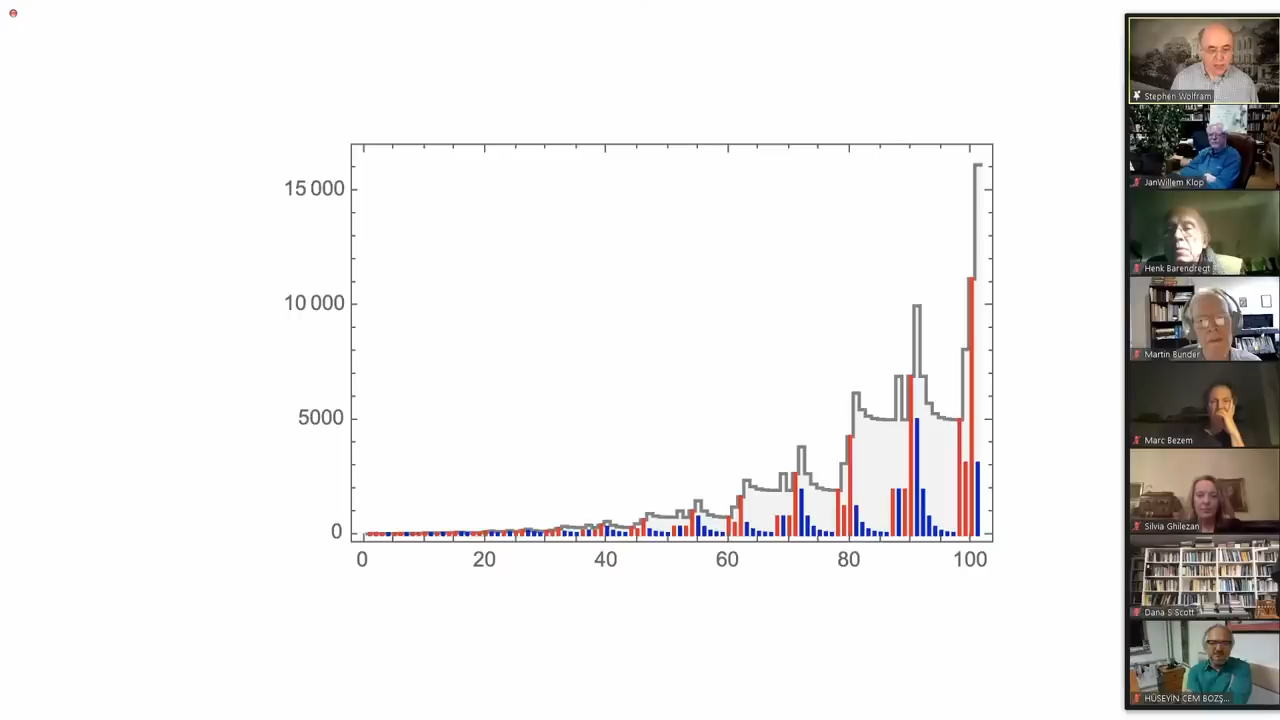 15 000
10 000
5000
0
0 20 40 60 80 100
Stephen Wolfram
JanWillem Klop
Henk Barendregt
Martin Bunder
Marc Bezem
Silvia Ghilezan
Dana S Scott
HÜSEYİN CEM BOZŞ...